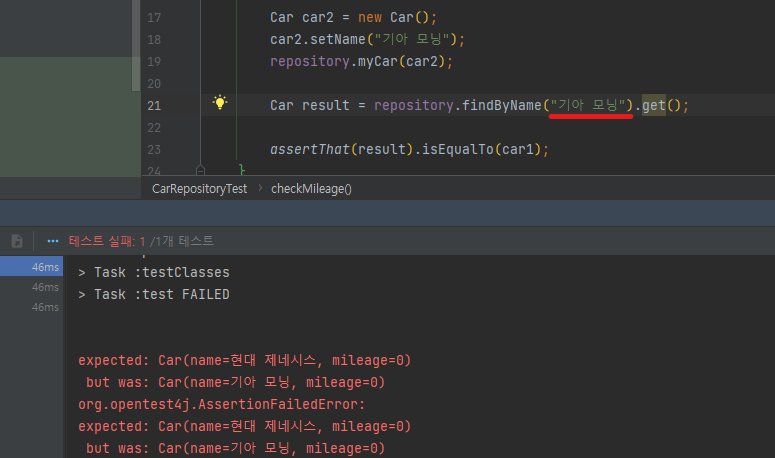 17 Car car2 = new Car();
18 car2.setName("기아 모닝");
19 repository.myCar(car2);
20
21 Car result = repository.findByName("기아 모닝").get();
22
23 assertThat(result).isEqualTo(car1);
24 }
CarRepositoryTest › checkMileage()
테스트 실패: 1 /1개 테스트
46ms
46ms
46ms
> Task :testClasses
> Task :test FAILED
expected: Car(name=현대 제네시스, mileage=0)
but was: Car(name=기아 모닝, mileage=0)
org.opentest4j.AssertionFailedError:
expected: Car(name=현대 제네시스, mileage=0)
but was: Car(name=기아 모닝, mileage=0)